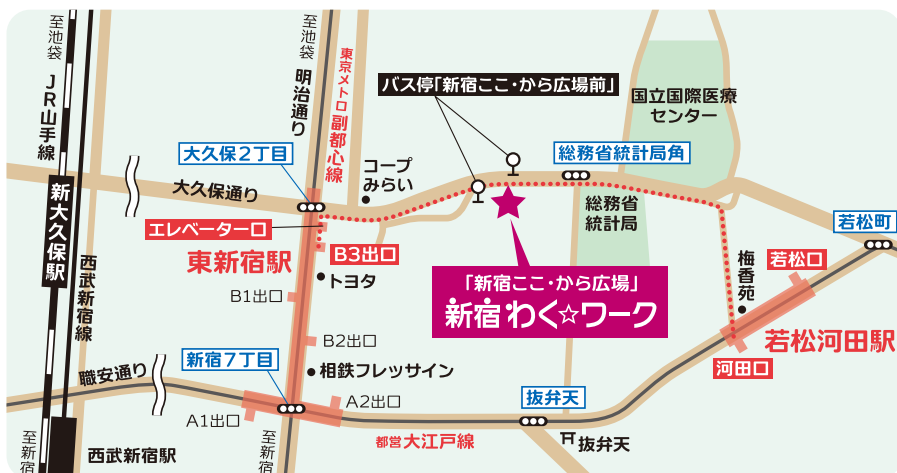 至池袋
JR山手線
新大久保駅
西武新宿線
西武新宿駅
至新宿
至池袋
明治通り
東京メトロ
副都心線
大久保2丁目
大久保通り
エレベーター口
東新宿駅
B3出口
トヨタ
B1出口
B2出口
新宿7丁目
相鉄フレッサイン
職安通り
A1出口
A2出口
至新宿
都営大江戸線
コープ
みらい
バス停「新宿ここ・から広場前」
総務省統計局角
国立国際医療
センター
総務省
統計局
「新宿ここ・から広場」
新宿わく☆ワーク
若松町
梅香苑
若松口
若松河田駅
河田口
抜弁天
抜弁天